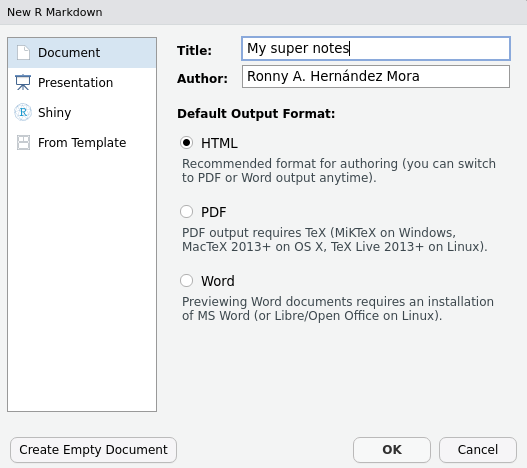 New R Markdown
Document
Presentation
Shiny
From Template
Title: My super notes
Author: Ronny A. Hernández Mora
Default Output Format:
HTML
Recommended format for authoring (you can switch
to PDF or Word output anytime).
PDF
PDF output requires TeX (MiKTeX on Windows,
MacTeX 2013+ on OS X, TeX Live 2013+ on Linux).
Word
Previewing Word documents requires an installation
of MS Word (or Libre/Open Office on Linux).
Create Empty Document
OK
Cancel